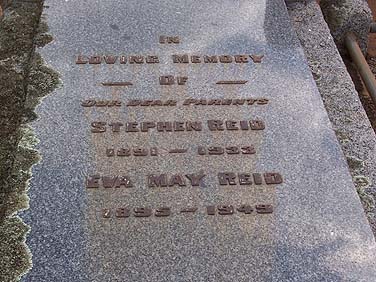 In
Loving Memory
Of
Our Dear Parents
Stephen Reid
1891 – 1933
Eva May Reid
1895 – 1949